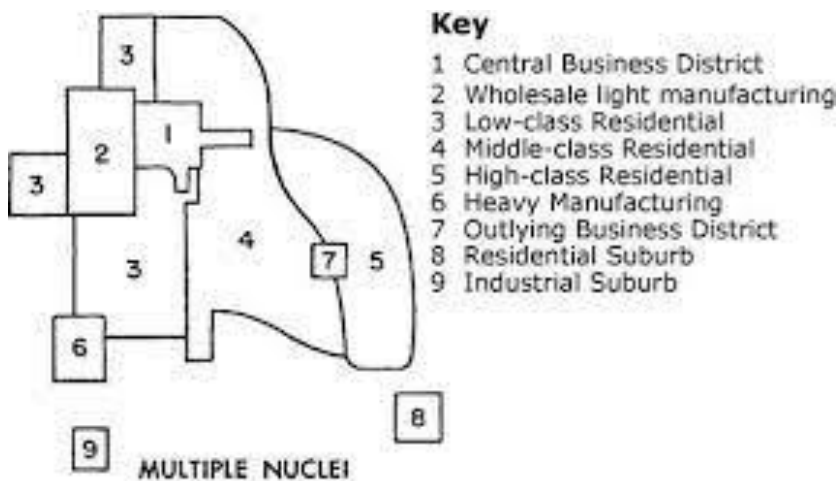 Key
1 Central Business District
2 Wholesale light manufacturing
3 Low-class Residential
4 Middle-class Residential
5 High-class Residential
6 Heavy Manufacturing
7 Outlying Business District
8 Residential Suburb
9 Industrial Suburb
3
1
2
3
4
3
7
5
6
8
9
MULTIPLE NUCLEI